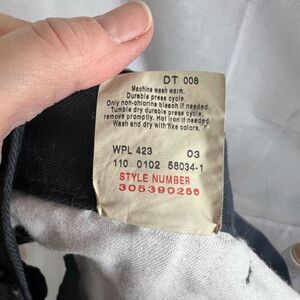 DT 008
Machine wash warm.
Durable press cycle.
Only non-chlorine bleach if needed.
Tumble dry durable press cycle,
remove promptly. Hot iron if needed.
Wash and dry with like colors.
WPL 423 03
110 0102 58034-1
STYLE NUMBER
305390256